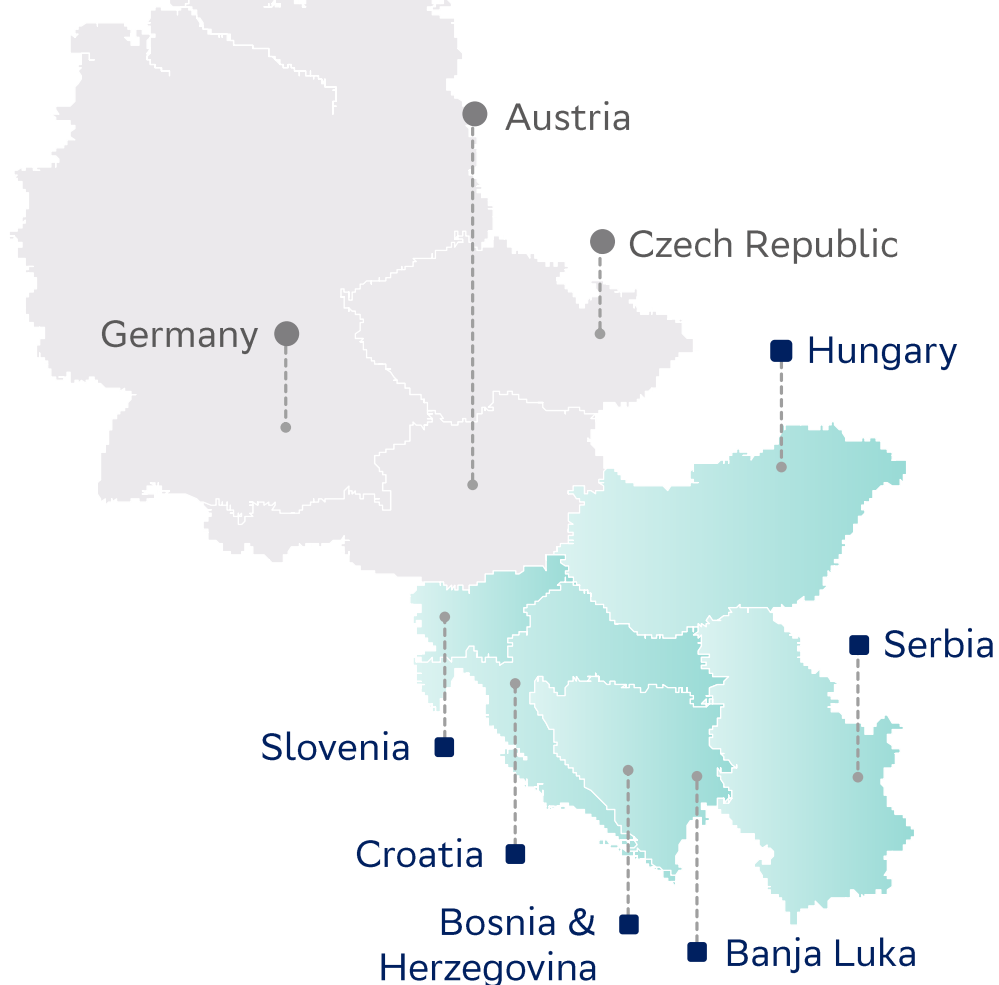 Austria
Czech Republic
Germany
Hungary
Serbia
Slovenia
Croatia
Bosnia &
Herzegovina
Banja Luka